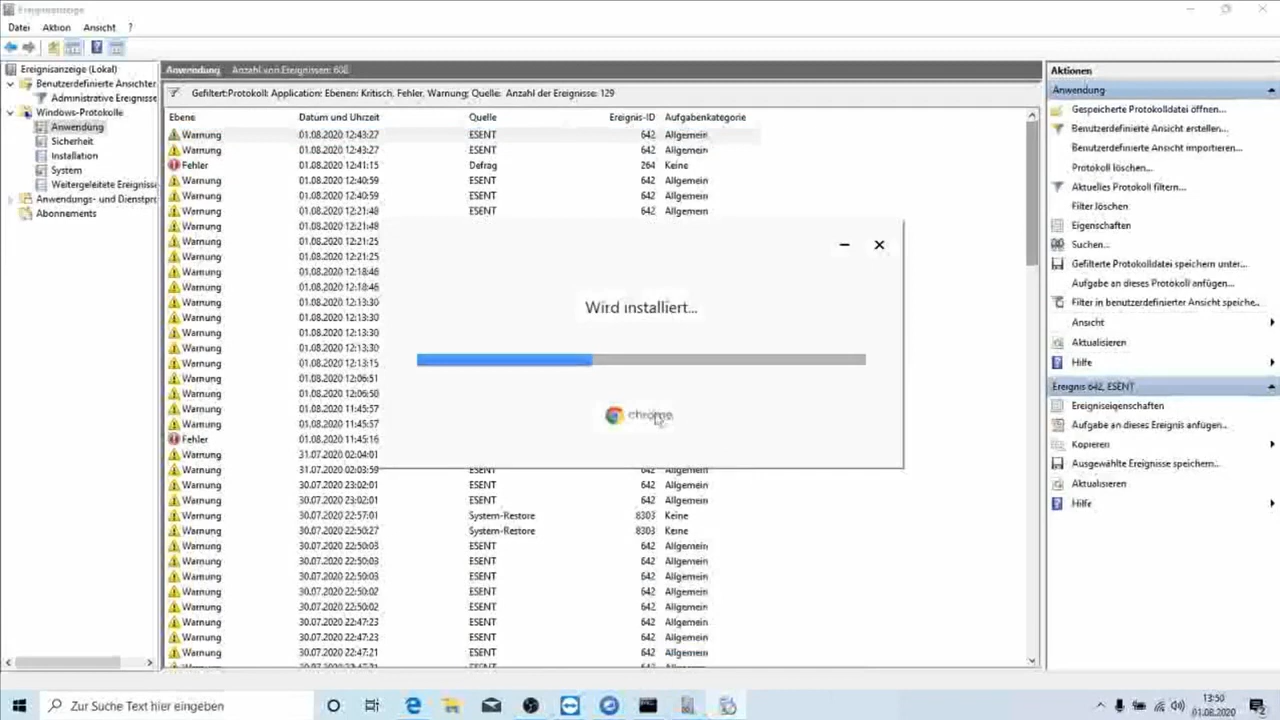 Ereignisanzeige
Datei Aktion Ansicht ?
Ereignisanzeige (Lokal)
Benutzerdefinierte Ansichter
Administrative Ereignisse
Windows-Protokolle
Anwendung
Sicherheit
Installation
System
Weitergeleitete Ereignisse
Anwendungs- und Dienstpro
Abonnements
Anwendung Anzahl von Ereignissen: 608
Gefiltert:Protokoll: Application: Ebenen: Kritisch, Fehler, Warnung; Quelle: Anzahl der Ereignisse: 129
Ebene Datum und Uhrzeit Quelle Ereignis-ID Aufgabenkategorie
Warnung 01.08.2020 12:43:27 ESENT 642 Allgemein
Warnung 01.08.2020 12:43:27 ESENT 642 Allgemein
Fehler 01.08.2020 12:41:15 Defrag 264 Keine
Warnung 01.08.2020 12:40:59 ESENT 642 Allgemein
Warnung 01.08.2020 12:40:59 ESENT 642 Allgemein
Warnung 01.08.2020 12:21:48 ESENT 642 Allgemein
Warnung 01.08.2020 12:21:48
Warnung 01.08.2020 12:21:25
Warnung 01.08.2020 12:21:25
Warnung 01.08.2020 12:18:46
Warnung 01.08.2020 12:18:46
Warnung 01.08.2020 12:13:30
Warnung 01.08.2020 12:13:30
Warnung 01.08.2020 12:13:30
Warnung 01.08.2020 12:13:30
Warnung 01.08.2020 12:13:15
Warnung 01.08.2020 12:06:51
Warnung 01.08.2020 12:06:50
Warnung 01.08.2020 11:45:57
Warnung 01.08.2020 11:45:57
Fehler 01.08.2020 11:45:16
Warnung 31.07.2020 02:04:01
Warnung 31.07.2020 02:03:59 ESENT 642 Allgemein
Warnung 30.07.2020 23:02:01 ESENT 642 Allgemein
Warnung 30.07.2020 23:02:01 ESENT 642 Allgemein
Warnung 30.07.2020 22:57:01 System-Restore 8303 Keine
Warnung 30.07.2020 22:50:27 System-Restore 8303 Keine
Warnung 30.07.2020 22:50:03 ESENT 642 Allgemein
Warnung 30.07.2020 22:50:03 ESENT 642 Allgemein
Warnung 30.07.2020 22:50:03 ESENT 642 Allgemein
Warnung 30.07.2020 22:50:02 ESENT 642 Allgemein
Warnung 30.07.2020 22:50:02 ESENT 642 Allgemein
Warnung 30.07.2020 22:47:23 ESENT 642 Allgemein
Warnung 30.07.2020 22:47:23 ESENT 642 Allgemein
Warnung 30.07.2020 22:47:21 ESENT 642 Allgemein
Wird installiert...
chrome
Aktionen
Anwendung
Gespeicherte Protokolldatei öffnen...
Benutzerdefinierte Ansicht erstellen...
Benutzerdefinierte Ansicht importieren...
Protokoll löschen...
Aktuelles Protokoll filtern...
Filter löschen
Eigenschaften
Suchen...
Gefilterte Protokolldatei speichern unter...
Aufgabe an dieses Protokoll anfügen...
Filter in benutzerdefinierter Ansicht speiche...
Ansicht
Aktualisieren
Hilfe
Ereignis 642, ESENT
Ereigniseigenschaften
Aufgabe an dieses Ereignis anfügen...
Kopieren
Ausgewählte Ereignisse speichern...
Aktualisieren
Hilfe
Zur Suche Text hier eingeben
13:50
01.08.2020